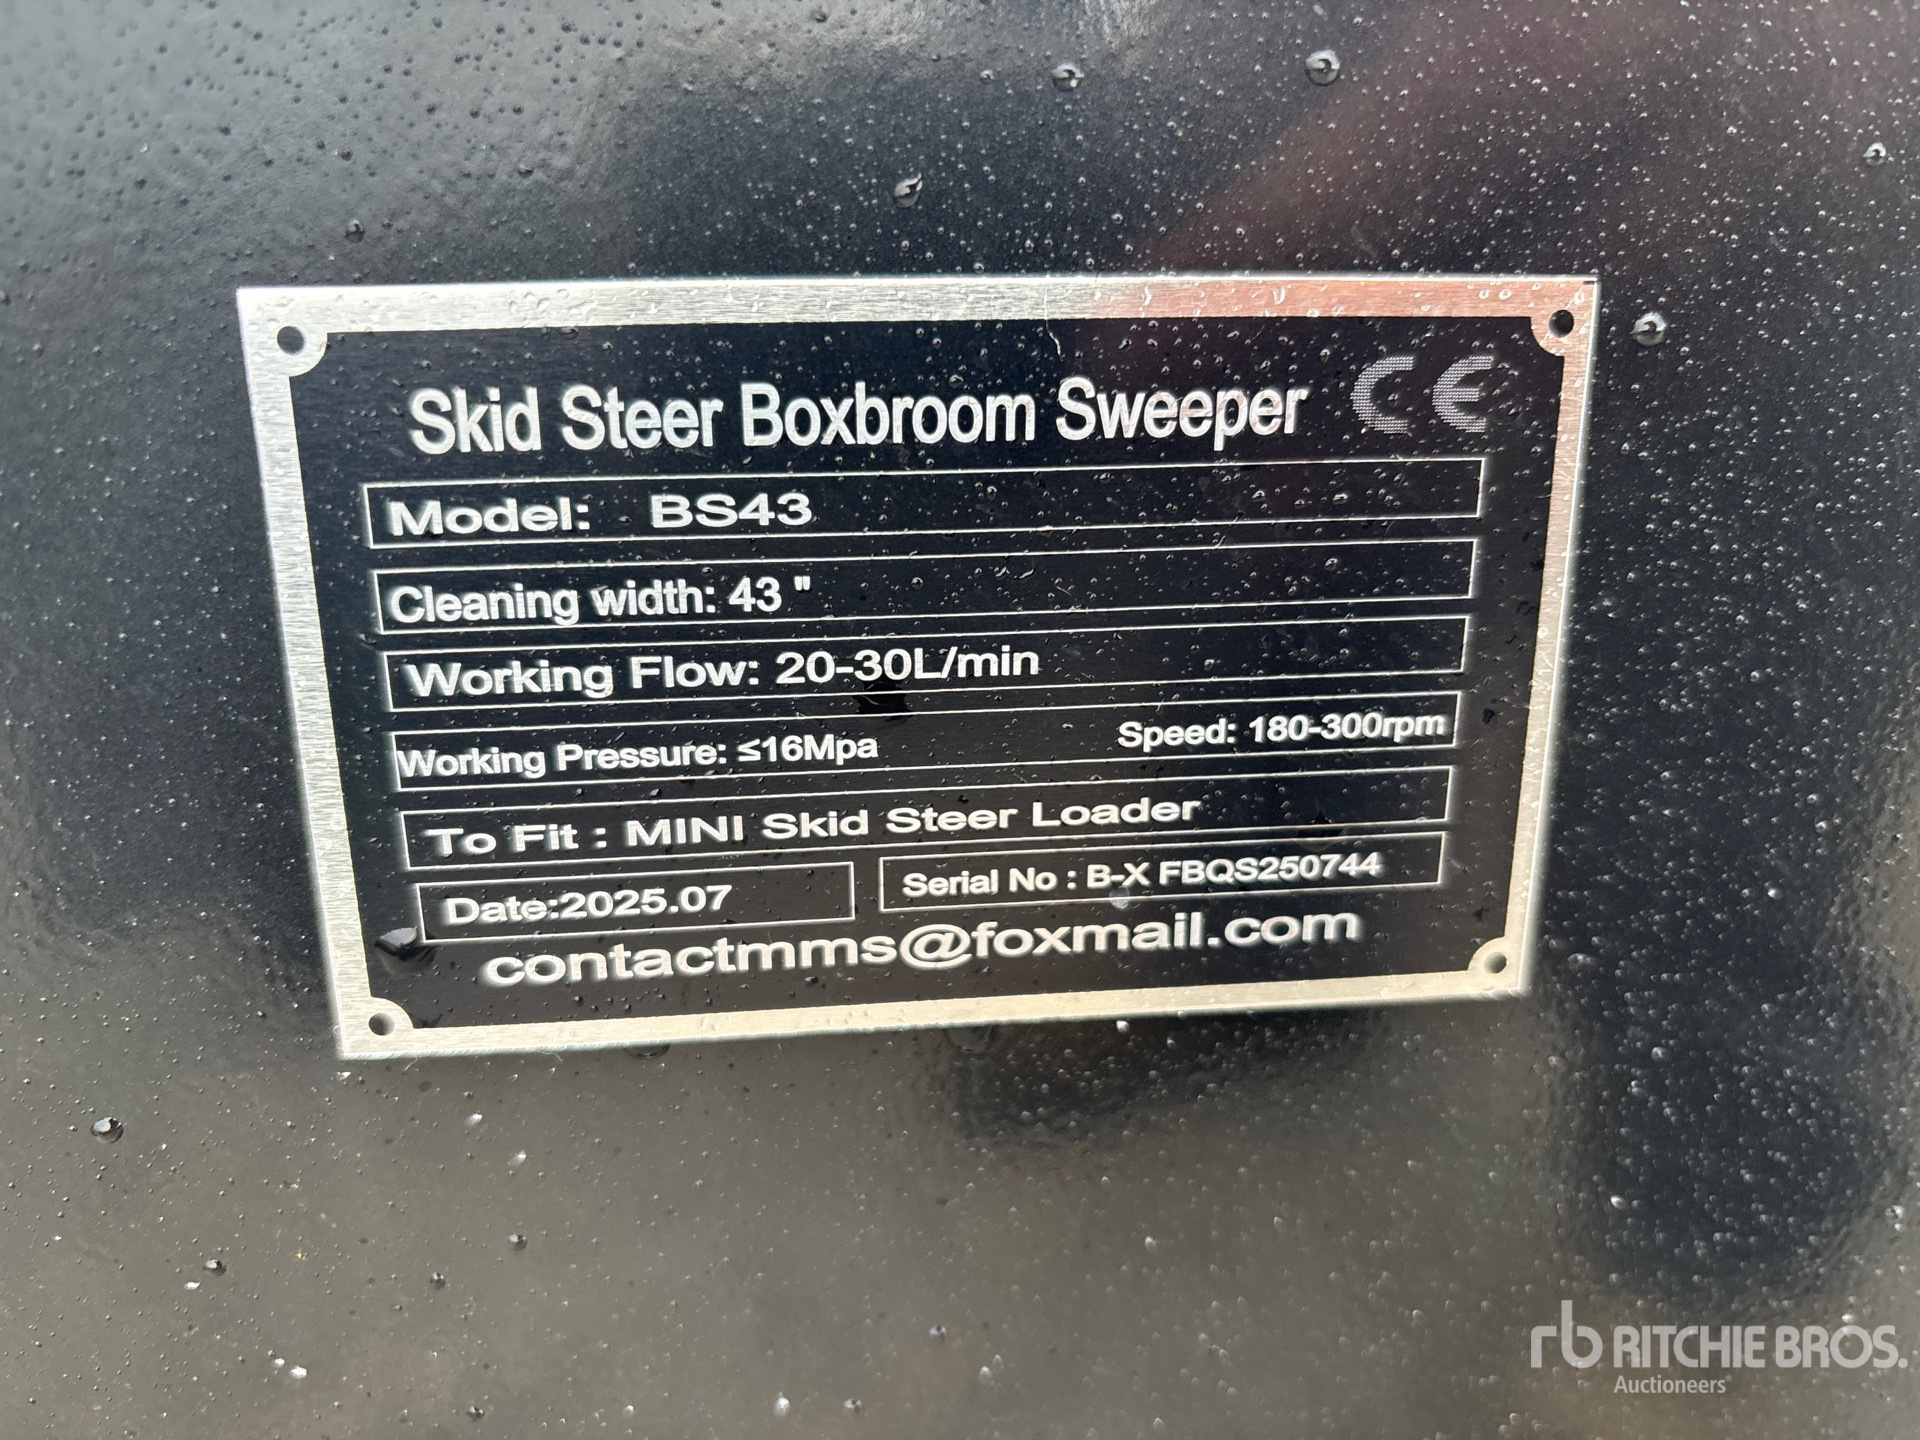 Skid Steer Boxbroom Sweeper CE
Model: BS43
Cleaning width: 43 "
Working Flow: 20-30L/min
Working Pressure: ≤16Mpa Speed: 180-300rpm
To Fit : MINI Skid Steer Loader
Date:2025.07 Serial No : B-X FBQS250744
contactmms@foxmail.com
rb RITCHIE BROS.
Auctioneers